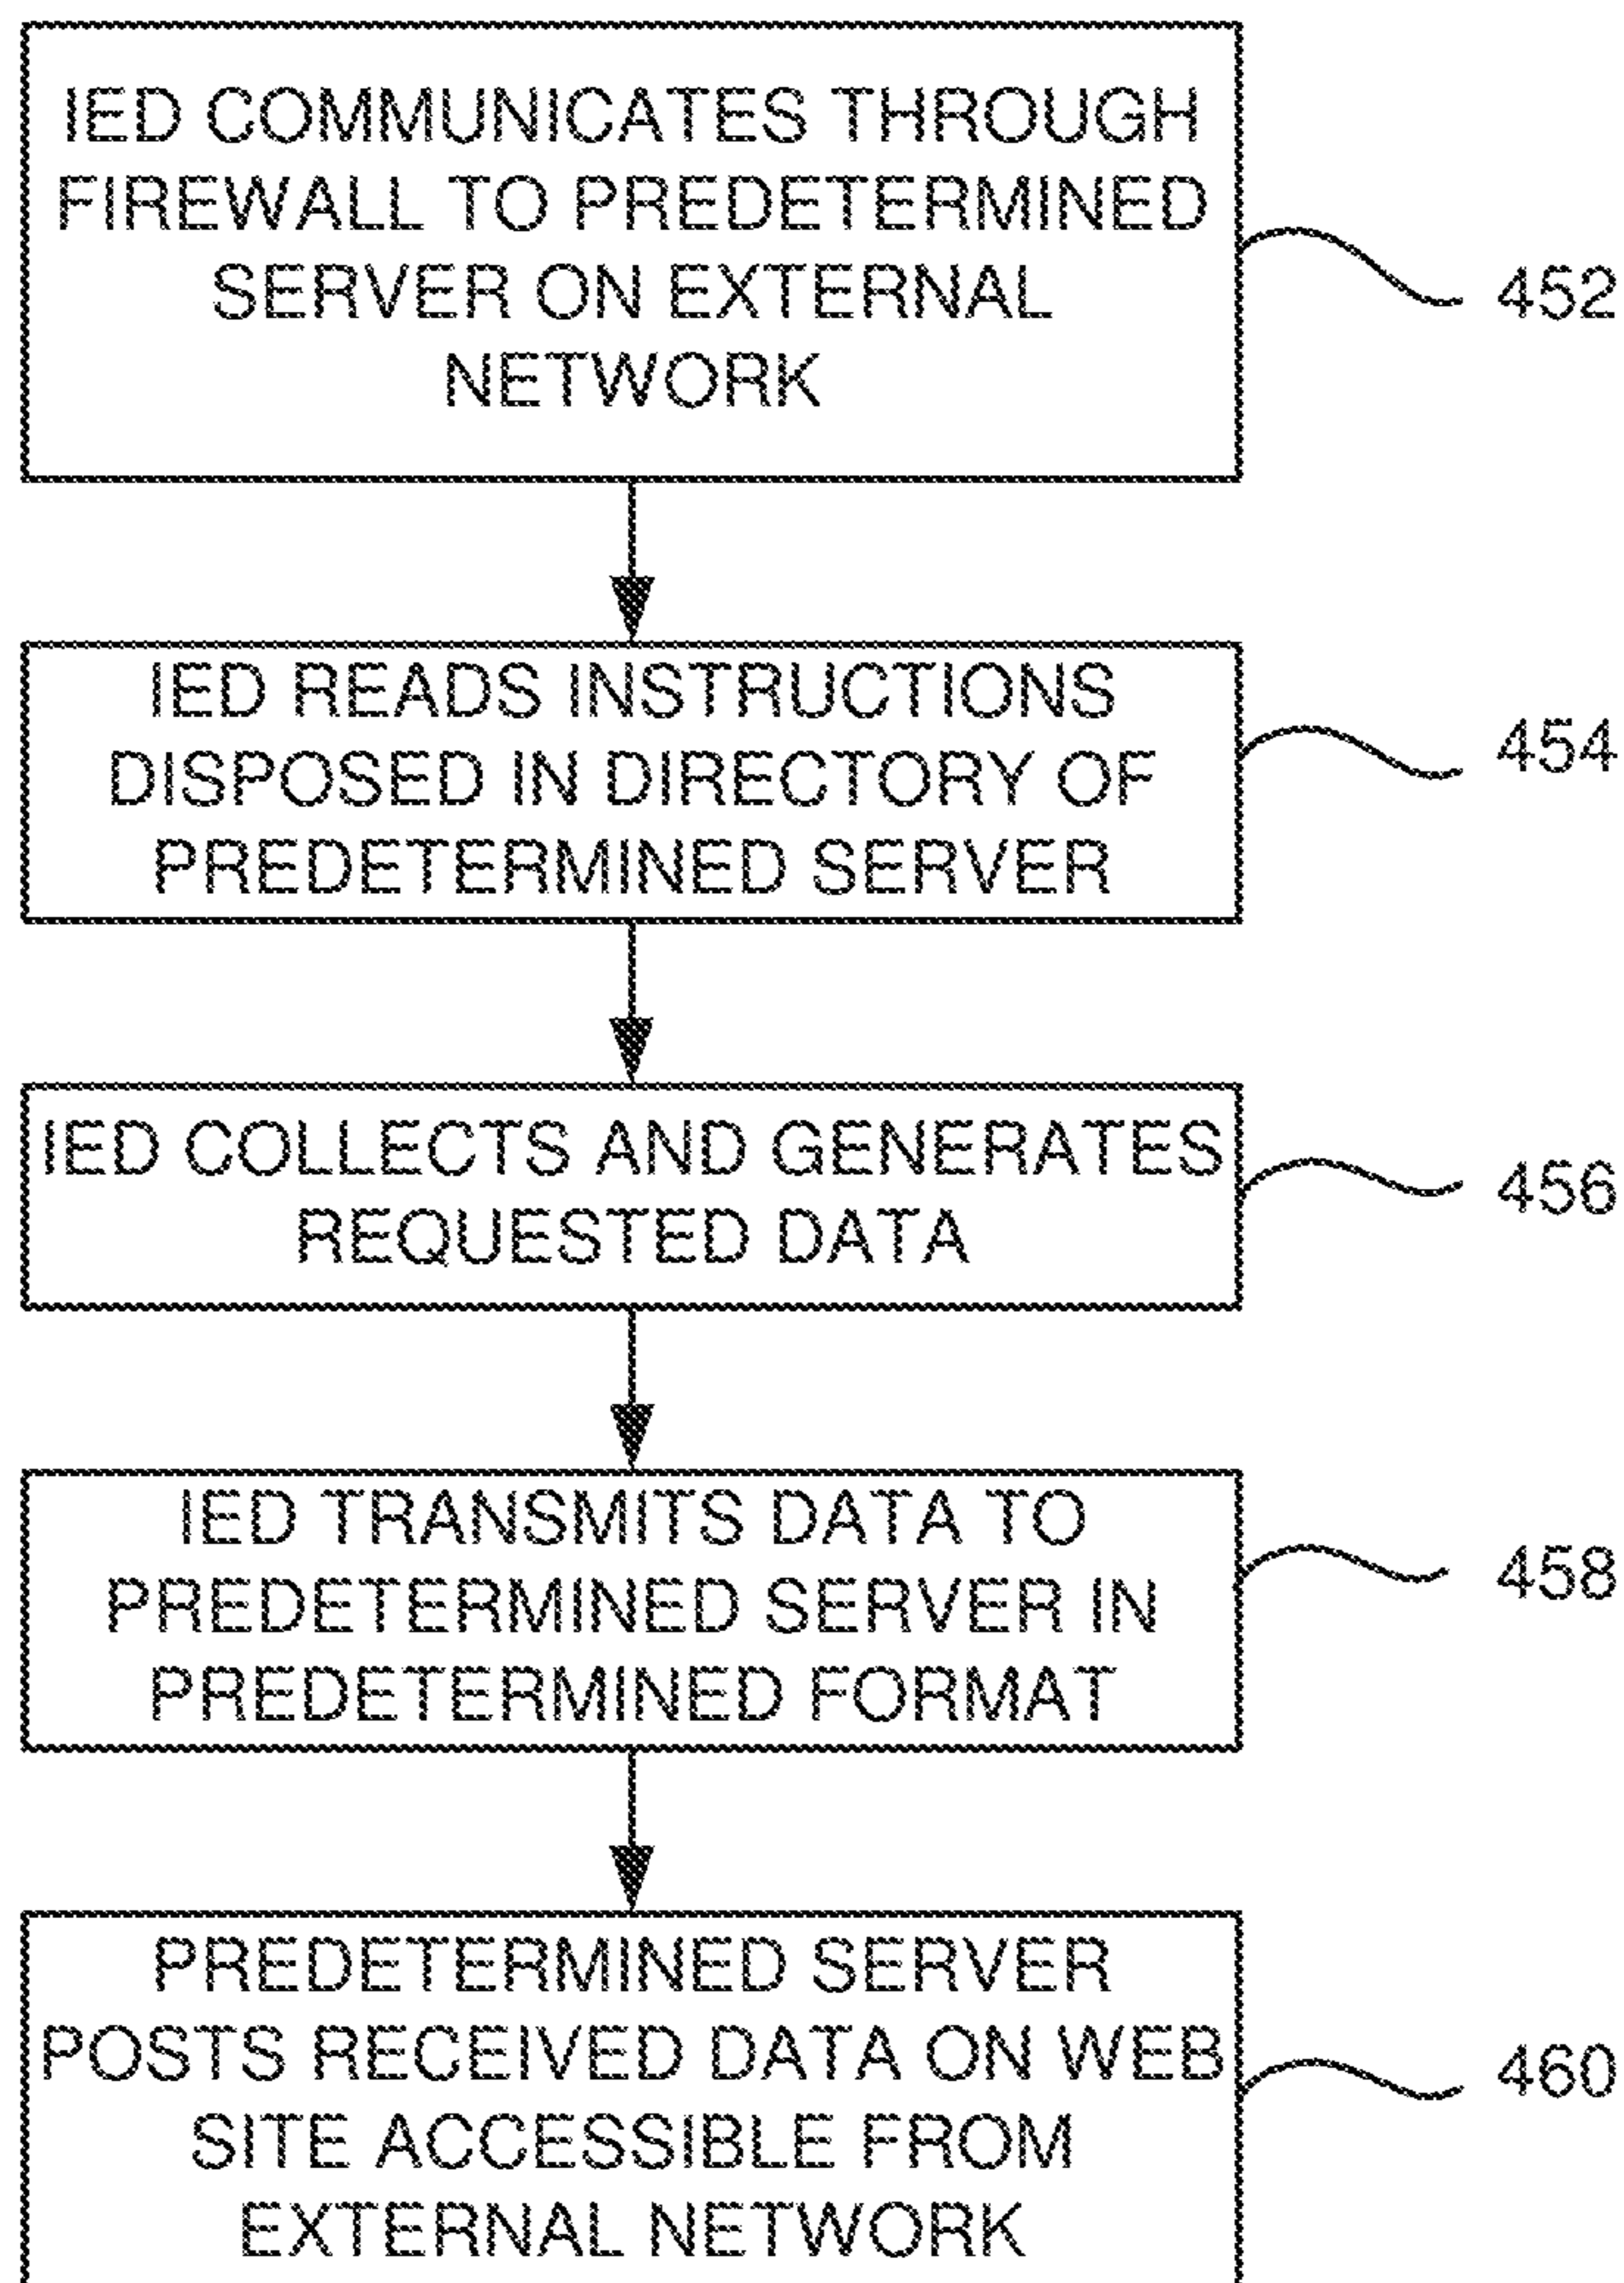 IED COMMUNICATES THROUGH
FIREWALL TO PREDETERMINED
SERVER ON EXTERNAL
NETWORK
452
IED READS INSTRUCTIONS
DISPOSED IN DIRECTORY OF
PREDETERMINED SERVER
454
IED COLLECTS AND GENERATES
REQUESTED DATA
456
IED TRANSMITS DATA TO
PREDETERMINED SERVER IN
PREDETERMINED FORMAT
458
PREDETERMINED SERVER
POSTS RECEIVED DATA ON WEB
SITE ACCESSIBLE FROM
EXTERNAL NETWORK
460